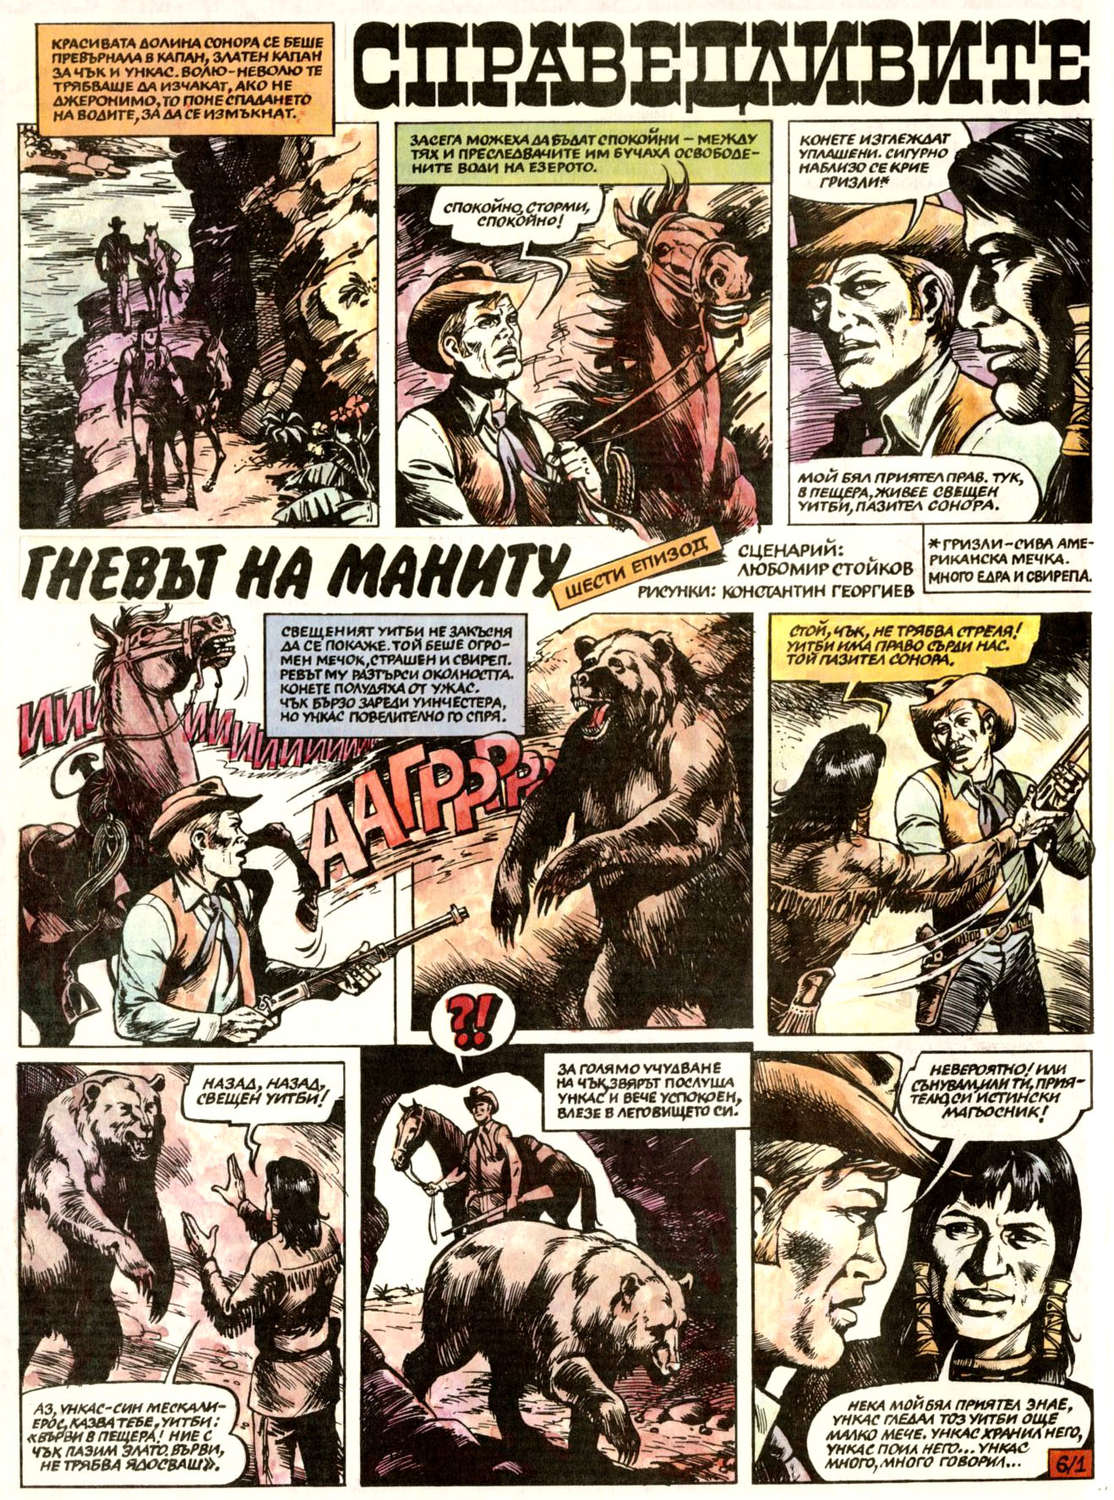 СПРАВЕДЛИВИТЕ
КРАСИВАТА ДОЛИНА СОНОРА СЕ БЕШЕ
ПРЕВЪРНАЛА В КАПАН, ЗЛАТЕН КАПАН
ЗА ЧЪК И УНКАС. ВОЛЮ-НЕВОЛЮ ТЕ
ТРЯБВАШЕ ДА ИЗЧАКАТ, АКО НЕ
ДЖЕРОНИМО, ТО ПОНЕ СПАДАНЕТО
НА ВОДИТЕ, ЗА ДА СЕ ИЗМЪКНАТ.
ЗАСЕГА МОЖЕХА ДА БЪДАТ СПОКОЙНИ – МЕЖДУ
ТЯХ И ПРЕСЛЕДВАЧИТЕ ИМ БУЧАХА ОСВОБОДЕ-
НИТЕ ВОДИ НА ЕЗЕРОТО.
СПОКОЙНО, СТОРМИ,
СПОКОЙНО!
КОНЕТЕ ИЗГЛЕЖДАТ
УПЛАШЕНИ. СИГУРНО
НАБЛИЗО СЕ КРИЕ
ГРИЗЛИ*
МОЙ БЯЛ ПРИЯТЕЛ ПРАВ. ТУК,
В ПЕЩЕРА, ЖИВЕЕ СВЕЩЕН
УИТБИ, ПАЗИТЕЛ СОНОРА.
ГНЕВЪТ НА МАНИТУ
ШЕСТИ ЕПИЗОД
СЦЕНАРИЙ:
ЛЮБОМИР СТОЙКОВ
РИСУНКИ: КОНСТАНТИН ГЕОРГИЕВ
* ГРИЗЛИ – СИВА АМЕ-
РИКАНСКА МЕЧКА.
МНОГО ЕДРА И СВИРЕПА.
СВЕЩЕНИЯТ УИТБИ НЕ ЗАКЪСНЯ
ДА СЕ ПОКАЖЕ. ТОЙ БЕШЕ ОГРО-
МЕН МЕЧОК, СТРАШЕН И СВИРЕП.
РЕВЪТ МУ РАЗТЪРСИ ОКОЛНОСТТА.
КОНЕТЕ ПОЛУДЯХА ОТ УЖАС.
ЧЪК БЪРЗО ЗАРЕДИ УИНЧЕСТЕРА,
НО УНКАС ПОВЕЛИТЕЛНО ГО СПРЯ.
ИИИИИИИИИИИИИИ
ААГРРРРР
СТОЙ, ЧЪК, НЕ ТРЯБВА СТРЕЛЯ!
УИТБИ ИМА ПРАВО СЪРДИ НАС.
ТОЙ ПАЗИТЕЛ СОНОРА.
НАЗАД, НАЗАД,
СВЕЩЕН УИТБИ!
АЗ, УНКАС-СИН МЕСКАЛИ-
ЕРОС, КАЗВА ТЕБЕ, УИТБИ:
«ВЪРВИ В ПЕЩЕРА! НИЕ С
ЧЪК ПАЗИМ ЗЛАТО. ВЪРВИ,
НЕ ТРЯБВА ЯДОСВАШ».
?!
ЗА ГОЛЯМО УЧУДВАНЕ
НА ЧЪК, ЗВЯРЪТ ПОСЛУША
УНКАС И ВЕЧЕ УСПОКОЕН,
ВЛЕЗЕ В ЛЕГОВИЩЕТО СИ.
НЕВЕРОЯТНО! ИЛИ
СЪНУВАМ, ИЛИ ТИ, ПРИЯ-
ТЕЛЮ, СИ ИСТИНСКИ
МАГЬОСНИК!
НЕКА МОЙ БЯЛ ПРИЯТЕЛ ЗНАЕ,
УНКАС ГЛЕДАЛ ТОЗ УИТБИ ОЩЕ
МАЛКО МЕЧЕ. УНКАС ХРАНИЛ НЕГО,
УНКАС ПОИЛ НЕГО... УНКАС
МНОГО, МНОГО ГОВОРИЛ...
6/1